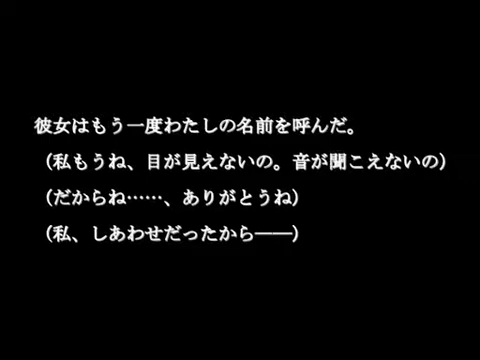 彼女はもう一度わたしの名前を呼んだ。
（私もうね、目が見えないの。音が聞こえないの）
（だからね……、ありがとうね）
（私、しあわせだったから――）